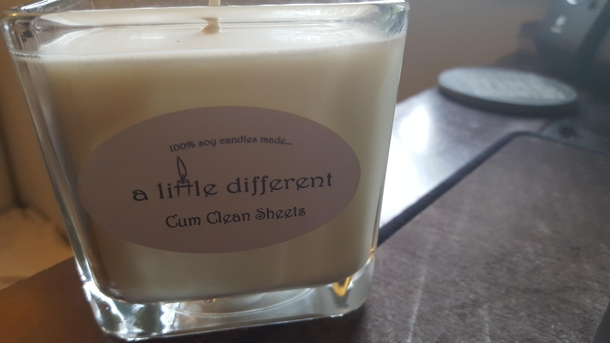 100% soy candles made...
a little different
Cum Clean Sheets